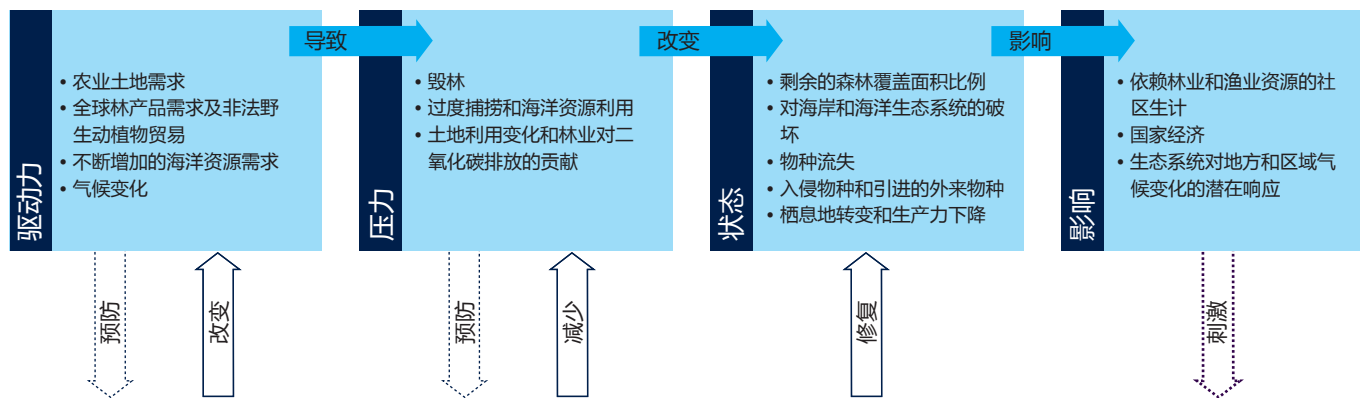 驱动力
• 农业土地需求
• 全球林产品需求及非法野
生动植物贸易
• 不断增加的海洋资源需求
• 气候变化
导致
压力
• 毁林
• 过度捕捞和海洋资源利用
• 土地利用变化和林业对二
氧化碳排放的贡献
改变
状态
• 剩余的森林覆盖面积比例
• 对海岸和海洋生态系统的破
坏
• 物种流失
• 入侵物种和引进的外来物种
• 栖息地转变和生产力下降
影响
影响
• 依赖林业和渔业资源的社
区生计
• 国家经济
• 生态系统对地方和区域气
候变化的潜在响应
预防
改变
预防
减少
修复
刺激